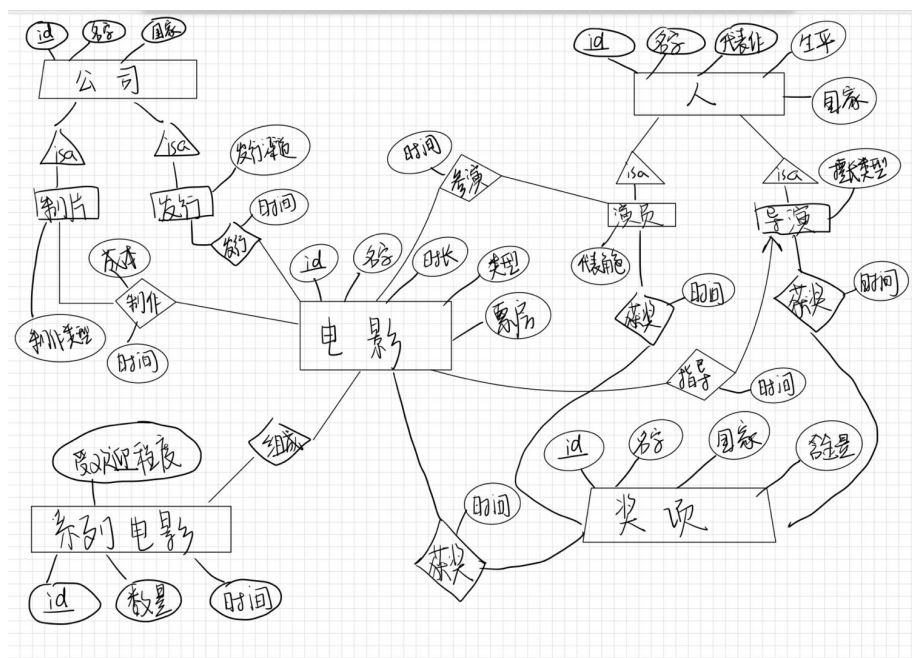 id 名字 国家
公司
isa isa
制片 发行 发行渠道
发行 时间
成本 制作
制作类型 时间
id 名字 代表作 生平
人 国家
isa isa 擅长类型
时间 参演
演员 导演
代表角色
获奖 时间 获奖 时间
id 名字 时长 类型
电影 票房
指导 时间
组成
受欢迎程度
系列电影
id 数量 时间
时间
获奖
id 名字 国家 含金量
奖项